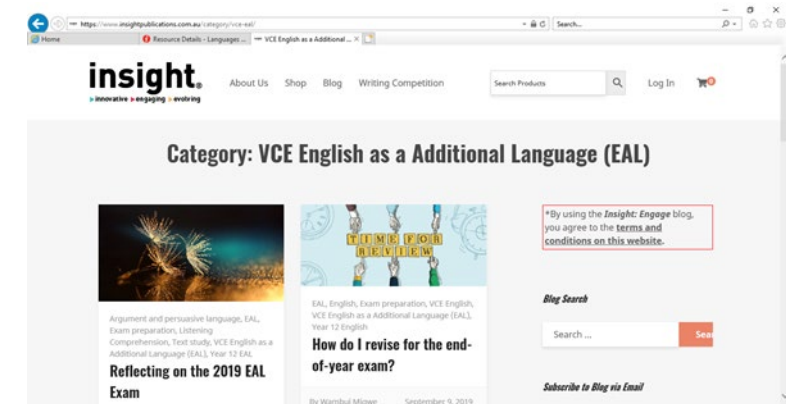 https://www.insightpublications.com.au/category/vce-eal/
Search...
Home
Resource Details - Languages ...
VCE English as a Additional ...
insight.
innovative engaging evolving
About Us Shop Blog Writing Competition
Search Products
Log In
0
Category: VCE English as a Additional Language (EAL)
TIME FOR
REVIEW
*By using the Insight: Engage blog,
you agree to the terms and
conditions on this website.
Argument and persuasive language, EAL,
Exam preparation, Listening
Comprehension, Text study, VCE English as a
Additional Language (EAL), Year 12 EAL
Reflecting on the 2019 EAL
Exam
EAL, English, Exam preparation, VCE English,
VCE English as a Additional Language (EAL),
Year 12 English
How do I revise for the end-
of-year exam?
September 9, 2019
Blog Search
Search ...
Sear
Subscribe to Blog via Email